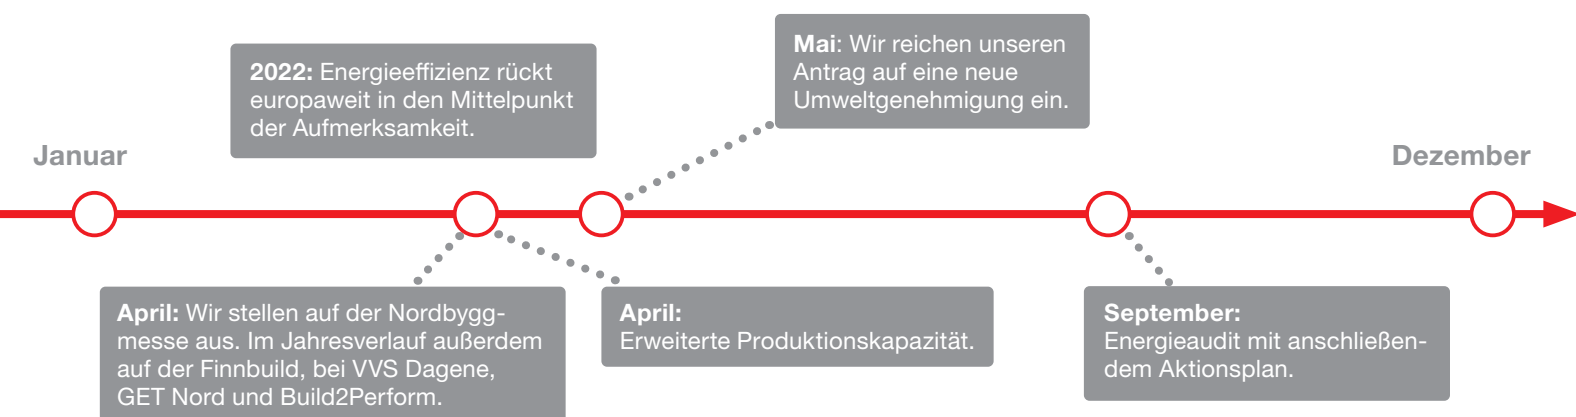 Januar
2022: Energieeffizienz rückt
europaweit in den Mittelpunkt
der Aufmerksamkeit.
Mai: Wir reichen unseren
Antrag auf eine neue
Umweltgenehmigung ein.
Dezember
April: Wir stellen auf der Nordbygg-
messe aus. Im Jahresverlauf außerdem
auf der Finnbuild, bei VVS Dagene,
GET Nord und Build2Perform.
April:
Erweiterte Produktionskapazität.
September:
Energieaudit mit anschließen-
dem Aktionsplan.